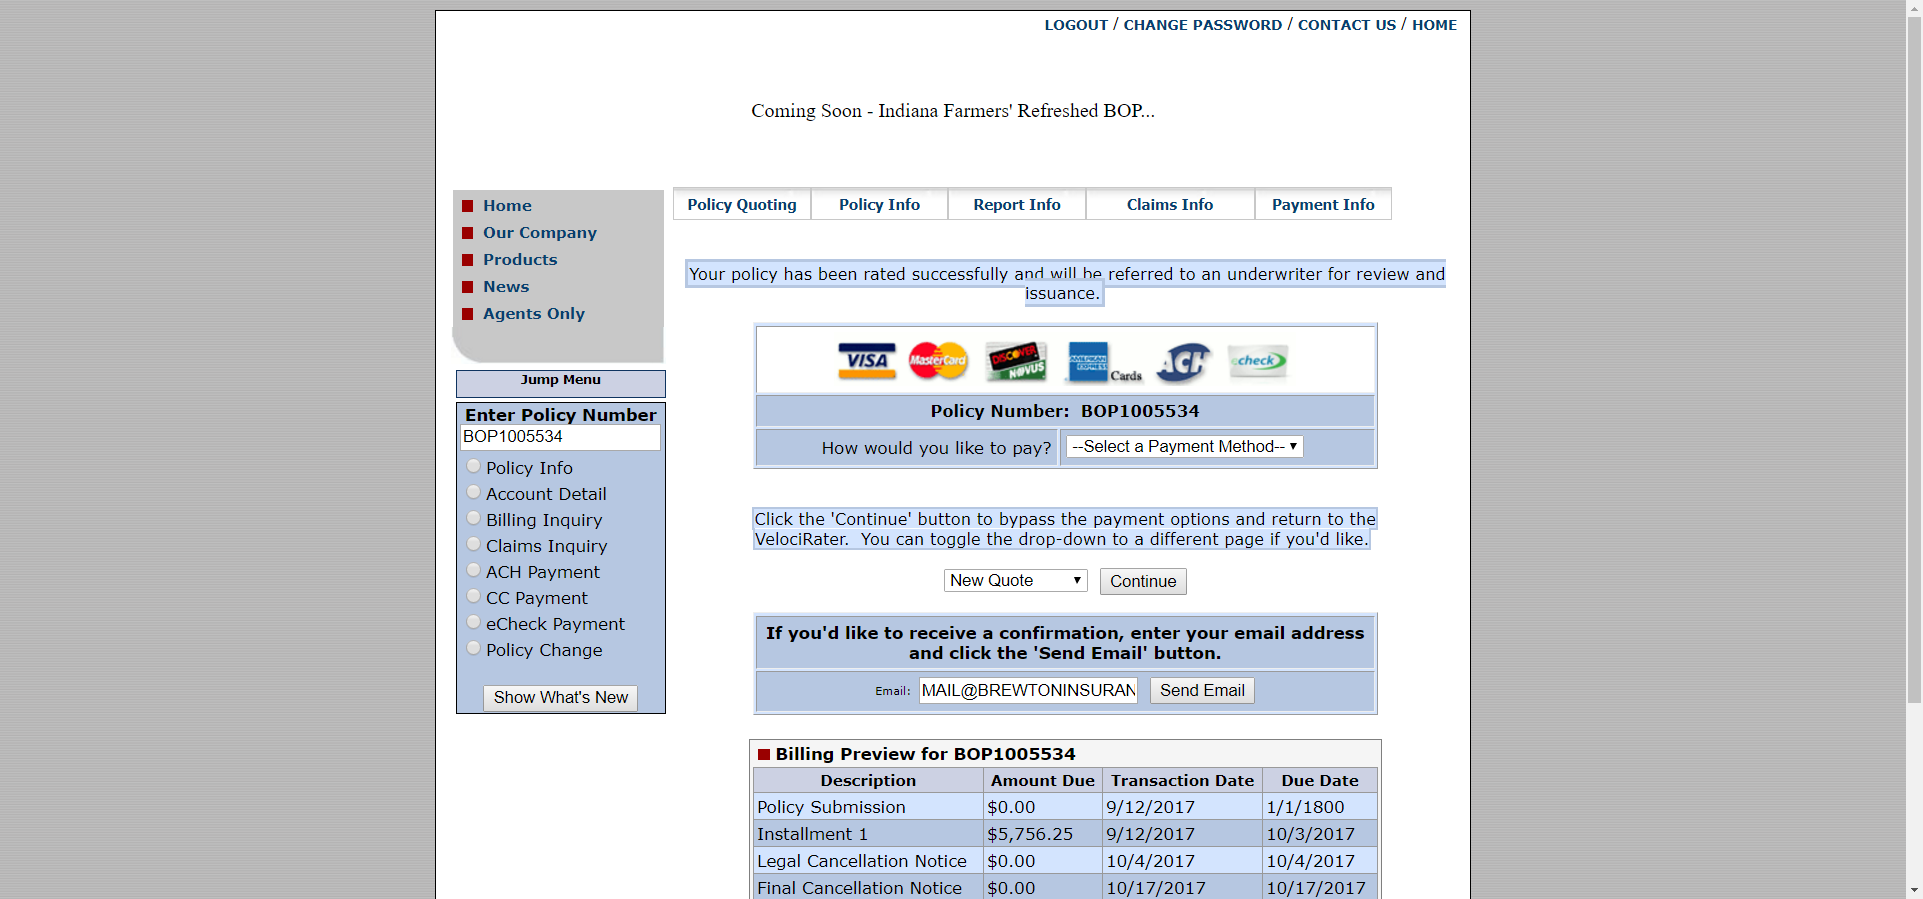 LOGOUT / CHANGE PASSWORD / CONTACT US / HOME
Coming Soon - Indiana Farmers' Refreshed BOP...
Home
Our Company
Products
News
Agents Only
Jump Menu
Enter Policy Number
BOP1005534
Policy Info
Account Detail
Billing Inquiry
Claims Inquiry
ACH Payment
CC Payment
eCheck Payment
Policy Change
Show What's New
Policy Quoting Policy Info Report Info Claims Info Payment Info
Your policy has been rated successfully and will be referred to an underwriter for review and
issuance.
VISA MasterCard DISCOVER NOVUS AMERICAN EXPRESS Cards ACH echeck
Policy Number: BOP1005534
How would you like to pay? --Select a Payment Method--
Click the 'Continue' button to bypass the payment options and return to the
VelociRater. You can toggle the drop-down to a different page if you'd like.
New Quote Continue
If you'd like to receive a confirmation, enter your email address
and click the 'Send Email' button.
Email: MAIL@BREWTONINSURAN Send Email
Billing Preview for BOP1005534
Description Amount Due Transaction Date Due Date
Policy Submission $0.00 9/12/2017 1/1/1800
Installment 1 $5,756.25 9/12/2017 10/3/2017
Legal Cancellation Notice $0.00 10/4/2017 10/4/2017
Final Cancellation Notice $0.00 10/17/2017 10/17/2017